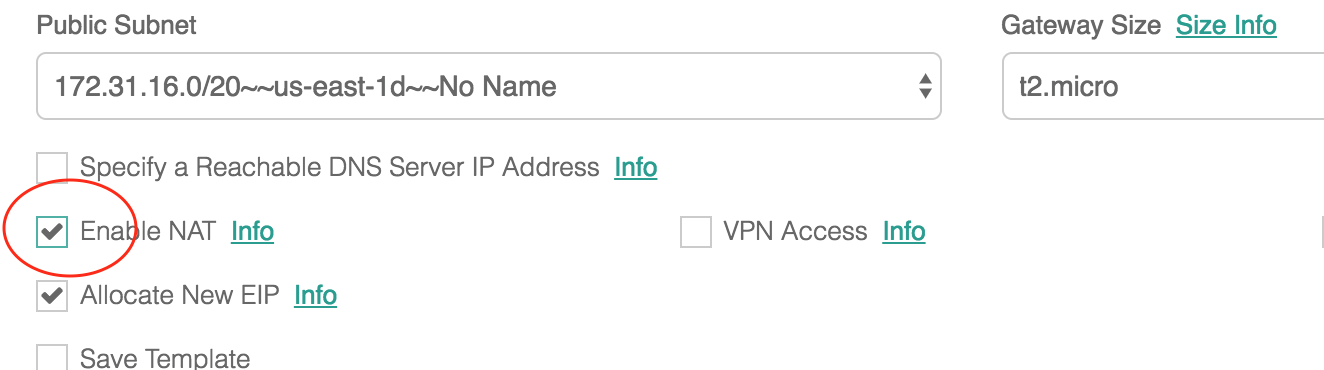 Public Subnet
Gateway Size Size Info
172.31.16.0/20~~us-east-1d~~No Name
t2.micro
Specify a Reachable DNS Server IP Address Info
Enable NAT Info
VPN Access Info
Allocate New EIP Info
Save Template